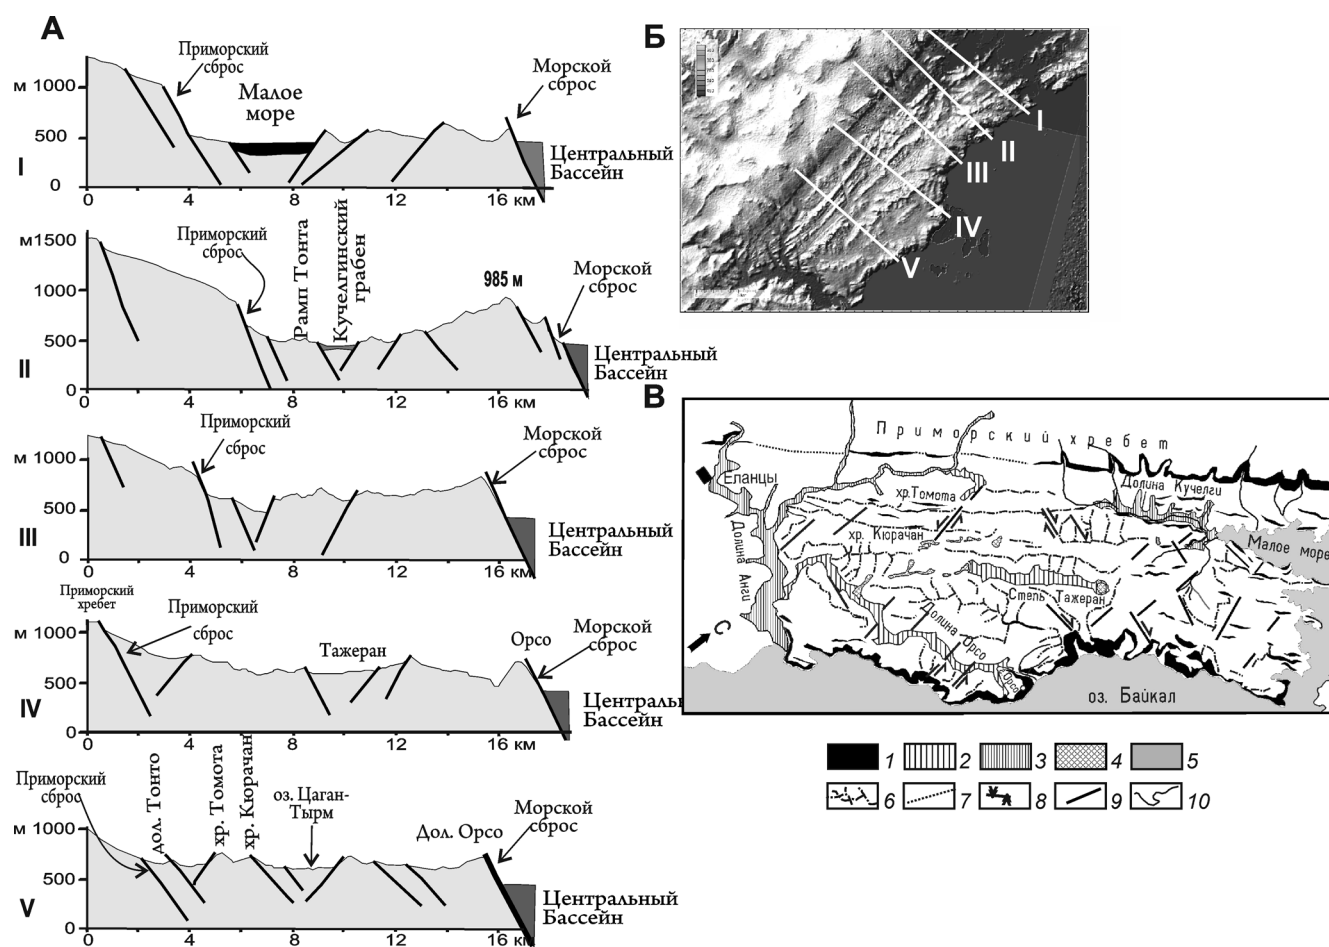 А
Приморский
сброс
Малое
море
Морской
сброс
м 1000
500
0
I
Центральный
Бассейн
0
4
8
12
16 км
м1500
1000
500
0
II
Приморский
сброс
Рамп Тонта
Кучелгинский
грабен
985 м
Морской
сброс
Центральный
Бассейн
0
4
8
12
16 км
м 1000
500
0
III
Приморский
сброс
Морской
сброс
Центральный
Бассейн
0
4
8
12
16 км
Приморский
хребет
м 1000
500
0
IV
Приморский
сброс
Тажеран
Орсо
Морской
сброс
Центральный
Бассейн
0
4
8
12
16 км
Приморский
сброс
дол. Тонто
хр. Томота
хр. Кюрачан
оз. Цаган-
Тырм
Дол. Орсо
Морской
сброс
м 1000
500
0
V
Центральный
Бассейн
0
4
8
12
16 км
Б
I
II
III
IV
V
В
Приморский хребет
Еланцы
хр.Томота
Долина Кучелги
Долина Анги
хр. Кюрачан
Малое море
Степь Тажеран
Долина Орсо
Орсо
С
оз. Байкал
1
2
3
4
5
6
7
8
9
10